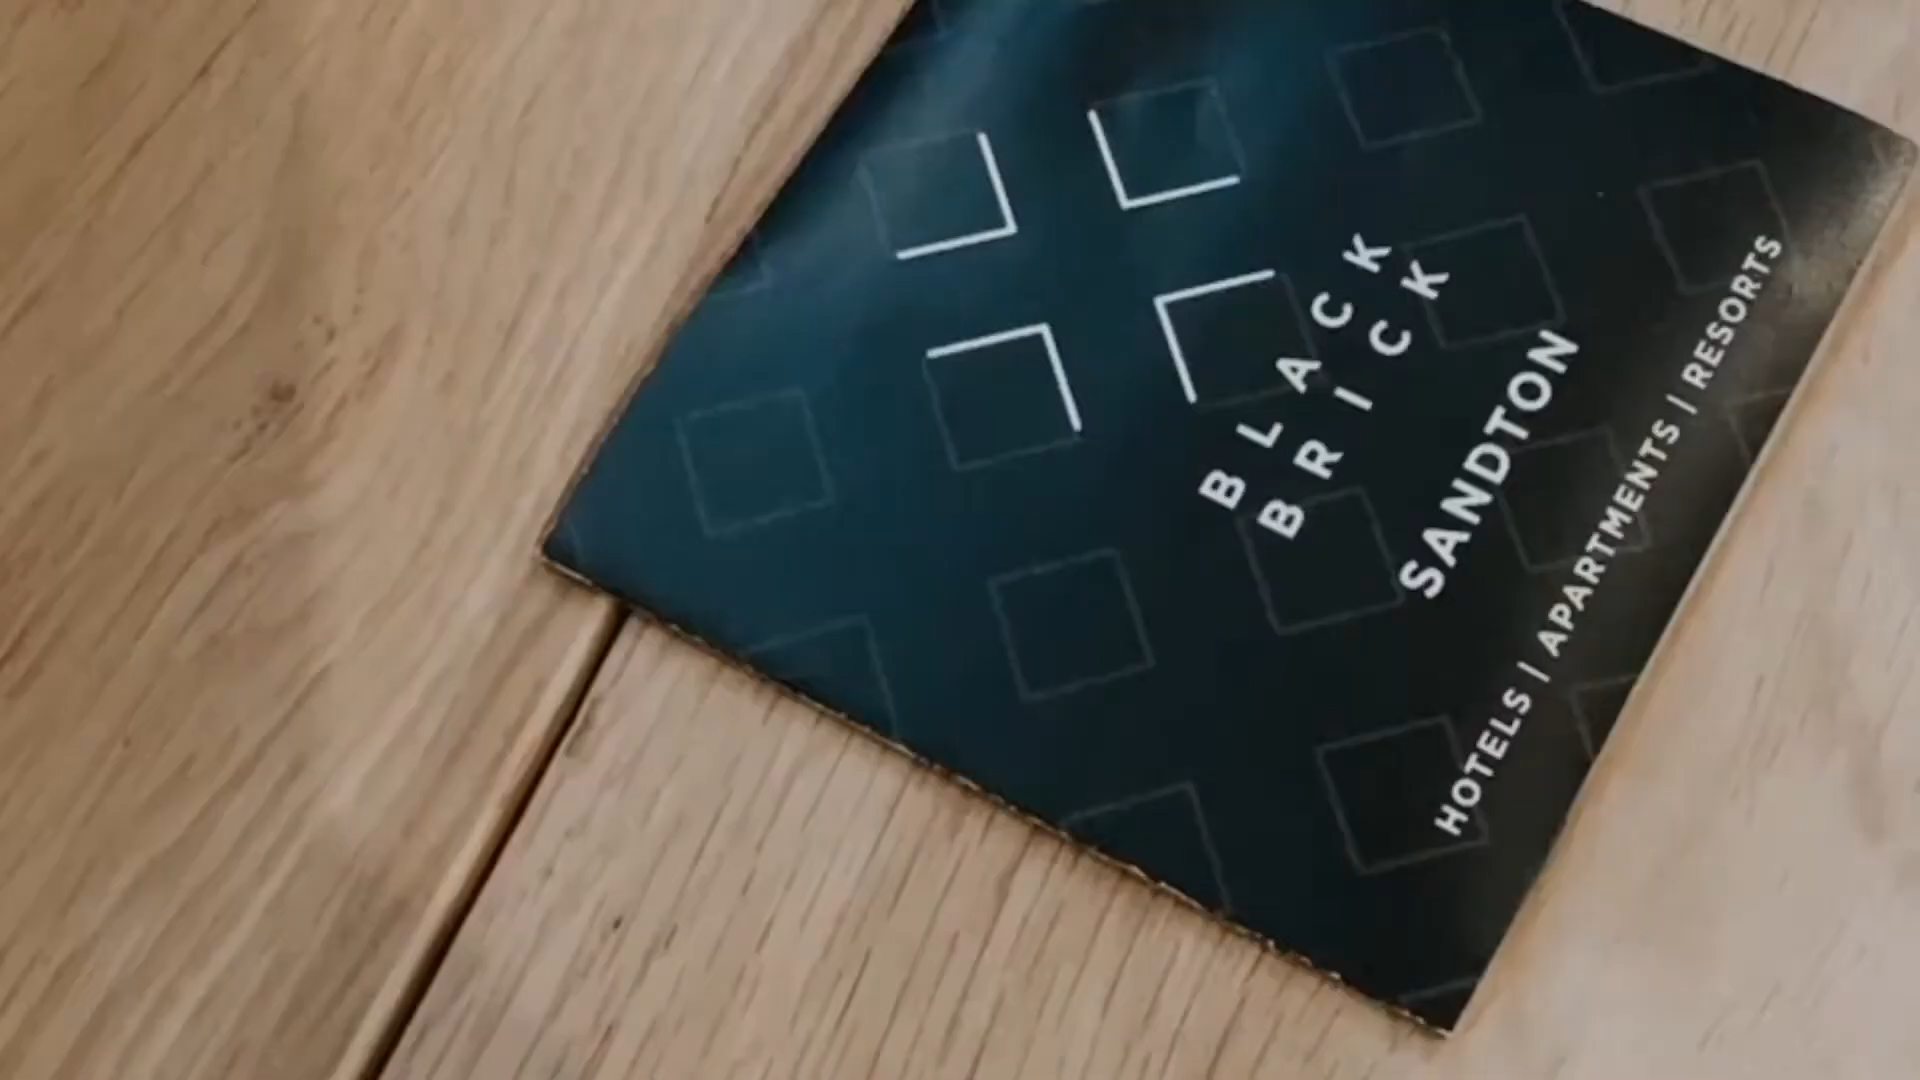 BLACK
BRICK
SANDTON
HOTELS | APARTMENTS | RESORTS